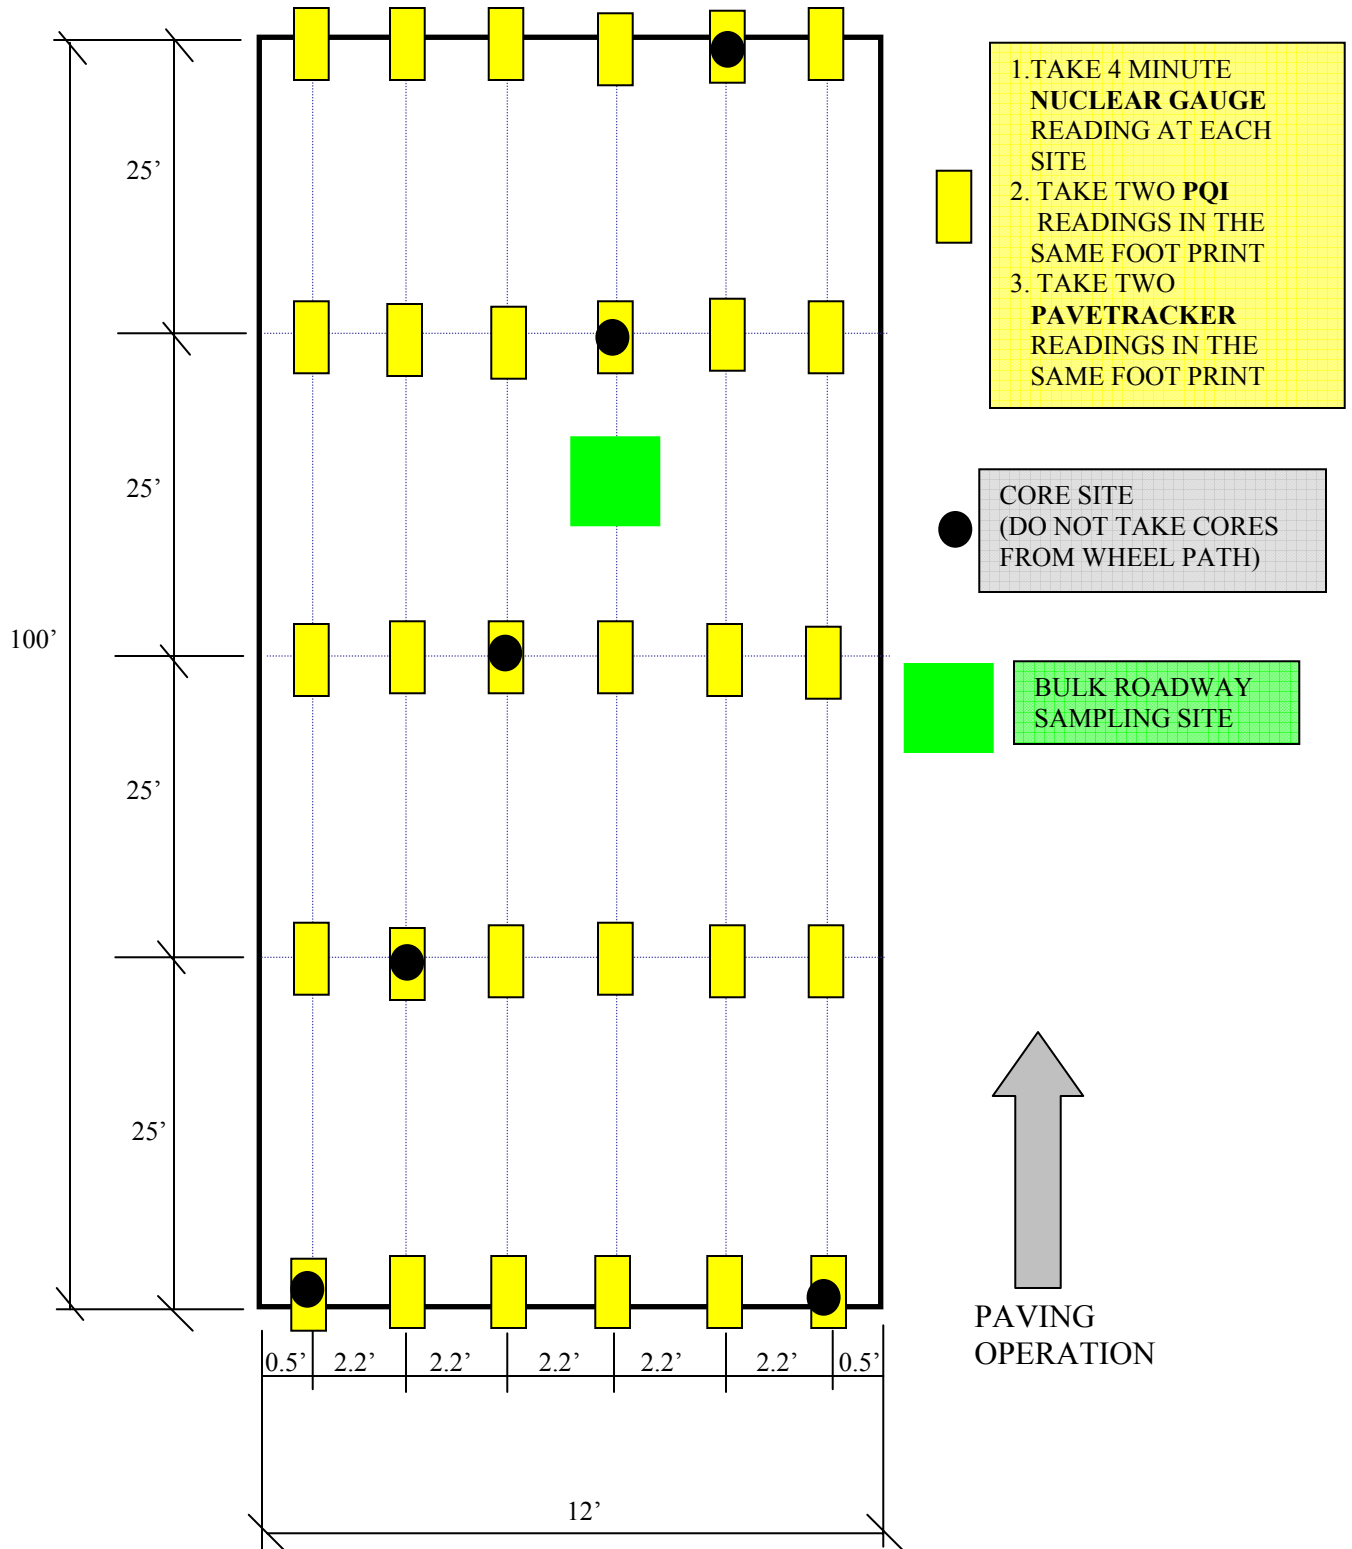 1.TAKE 4 MINUTE
NUCLEAR GAUGE
READING AT EACH
SITE
2. TAKE TWO PQI
READINGS IN THE
SAME FOOT PRINT
3. TAKE TWO
PAVETRACKER
READINGS IN THE
SAME FOOT PRINT
25’
25’
CORE SITE
(DO NOT TAKE CORES
FROM WHEEL PATH)
100’
BULK ROADWAY
SAMPLING SITE
25’
25’
PAVING
OPERATION
0.5’ 2.2’ 2.2’ 2.2’ 2.2’ 2.2’ 0.5’
12’